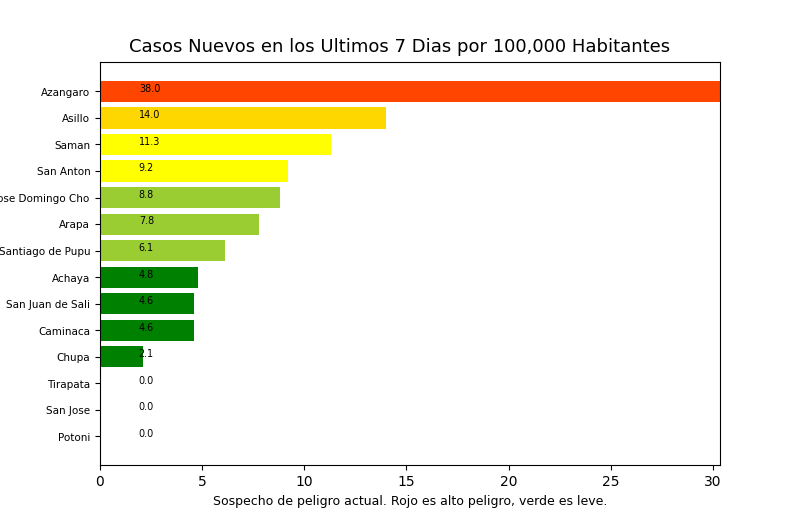 Casos Nuevos en los Ultimos 7 Dias por 100,000 Habitantes
Azangaro 38.0
Asillo 14.0
Saman 11.3
San Anton 9.2
ose Domingo Cho 8.8
Arapa 7.8
Santiago de Pupu 6.1
Achaya 4.8
San Juan de Sali 4.6
Caminaca 4.6
Chupa 2.1
Tirapata 0.0
San Jose 0.0
Potoni 0.0
0 5 10 15 20 25 30
Sospecho de peligro actual. Rojo es alto peligro, verde es leve.